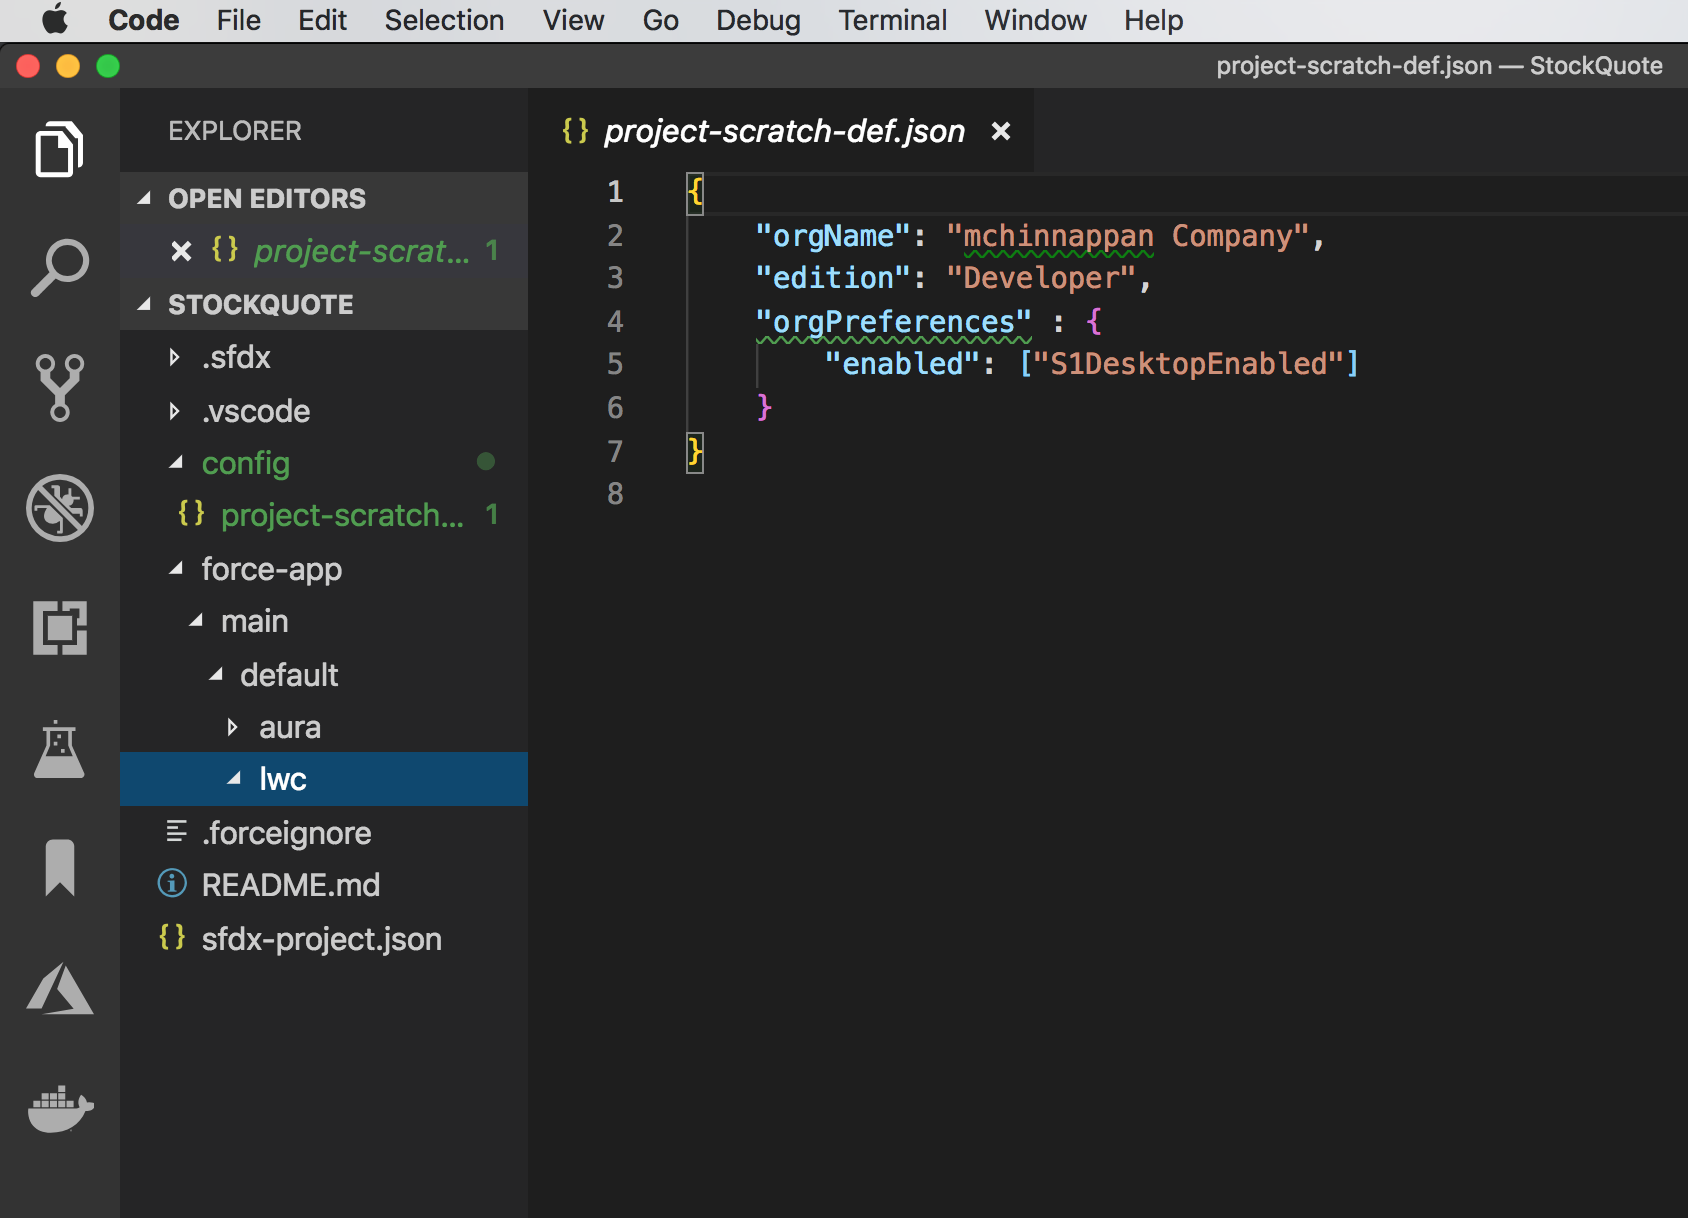 Code File Edit Selection View Go Debug Terminal Window Help
project-scratch-def.json — StockQuote
EXPLORER
OPEN EDITORS
{} project-scrat... 1
STOCKQUOTE
.sfdx
.vscode
config
{} project-scratch... 1
force-app
main
default
aura
lwc
.forceignore
README.md
{} sfdx-project.json
{} project-scratch-def.json ×
1 {
2 "orgName": "mchinnappan Company",
3 "edition": "Developer",
4 "orgPreferences" : {
5 "enabled": ["S1DesktopEnabled"]
6 }
7 }
8